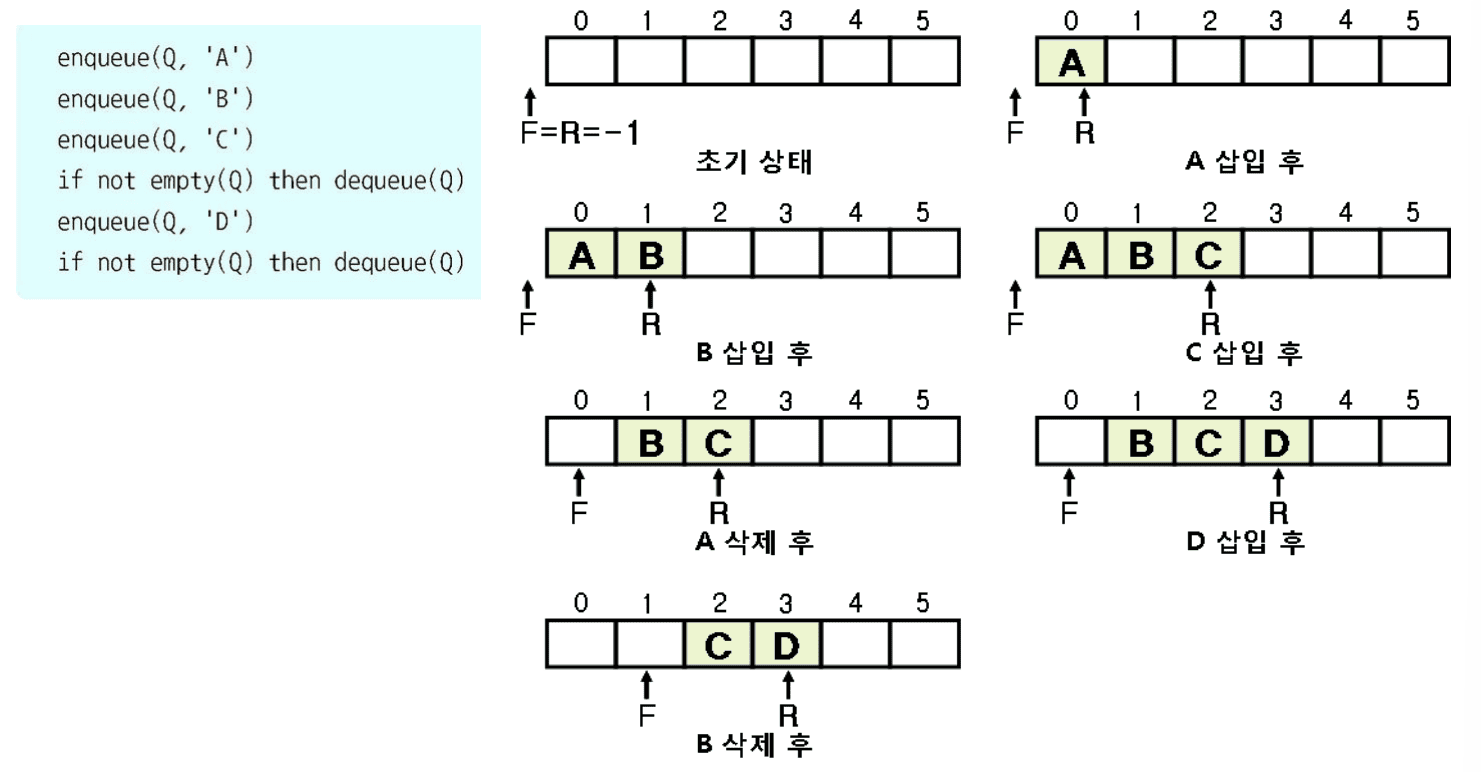 enqueue(Q, 'A')
enqueue(Q, 'B')
enqueue(Q, 'C')
if not empty(Q) then dequeue(Q)
enqueue(Q, 'D')
if not empty(Q) then dequeue(Q)
0 1 2 3 4 5
F=R=-1
초기 상태
0 1 2 3 4 5
A
F R
A 삽입 후
0 1 2 3 4 5
A B
F R
B 삽입 후
0 1 2 3 4 5
A B C
F R
C 삽입 후
0 1 2 3 4 5
B C
F R
A 삭제 후
0 1 2 3 4 5
B C D
F R
D 삽입 후
0 1 2 3 4 5
C D
F R
B 삭제 후